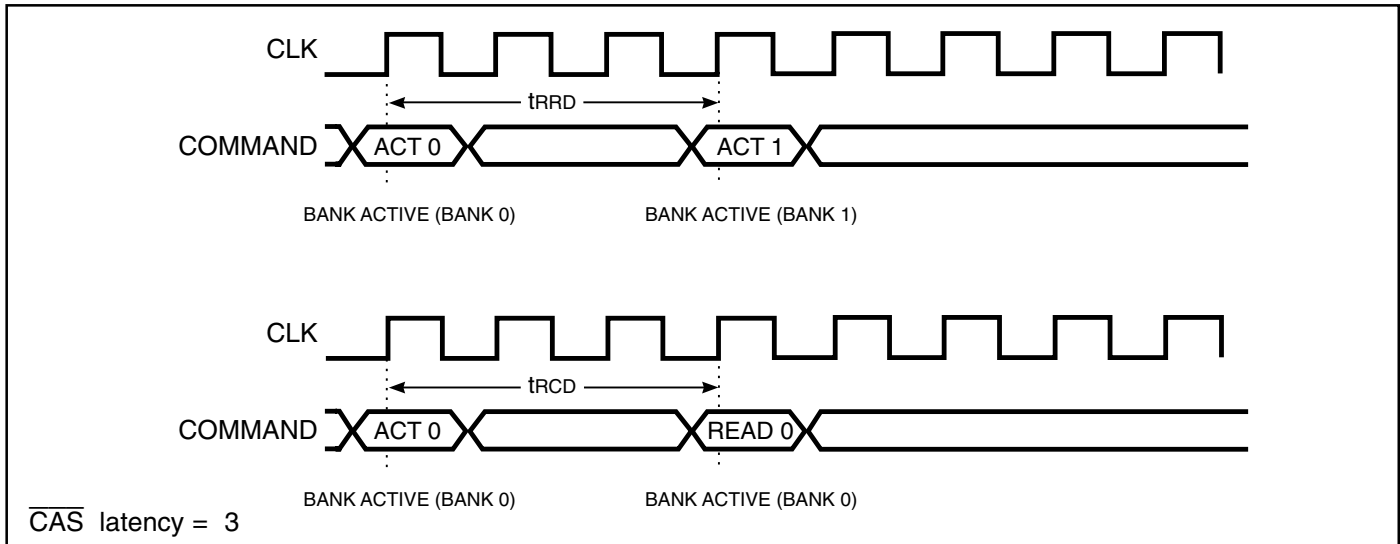 CLK
tRRD
COMMAND ACT 0 ACT 1
BANK ACTIVE (BANK 0) BANK ACTIVE (BANK 1)
CLK
tRCD
COMMAND ACT 0 READ 0
BANK ACTIVE (BANK 0) BANK ACTIVE (BANK 0)
CAS latency = 3